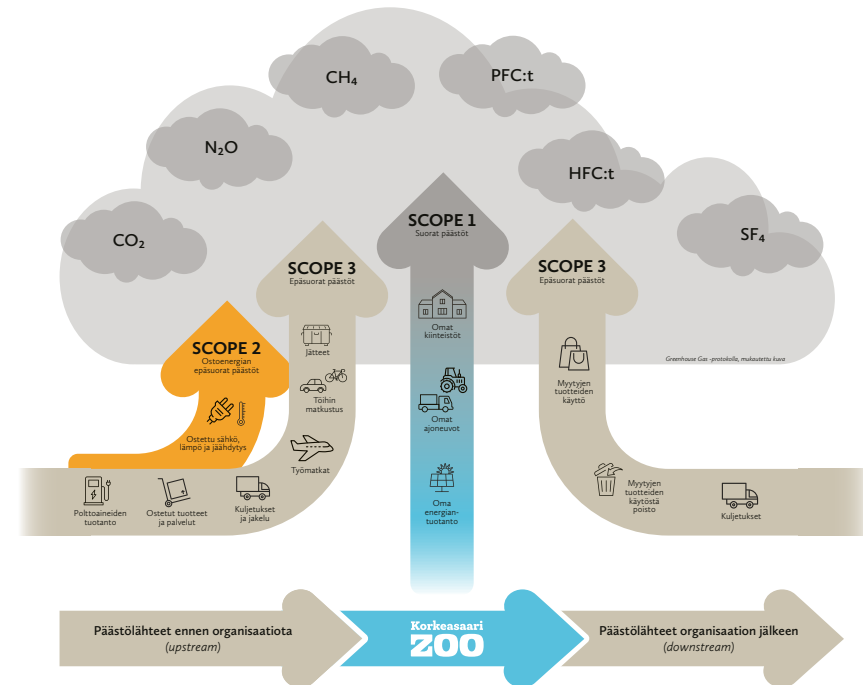 CH₄
PFC:t
N₂O
HFC:t
CO₂
SF₄
SCOPE 1
Suorat päästöt
SCOPE 3
Epäsuorat päästöt
SCOPE 3
Epäsuorat päästöt
SCOPE 2
Ostoenergian
epäsuorat päästöt
Omat
kiinteistöt
Jätteet
Greenhouse Gas -protokolla, mukautettu kuva
Myytyjen
tuotteiden
käyttö
Töihin
matkustus
Omat
ajoneuvot
Ostettu sähkö,
lämpö ja jäähdytys
Työmatkat
Polttoaineiden
tuotanto
Ostetut tuotteet
ja palvelut
Kuljetukset
ja jakelu
Oma
energian-
tuotanto
Myytyjen
tuotteiden
käytöstä
poisto
Kuljetukset
Päästölähteet ennen organisaatiota
(upstream)
Korkeasaari
ZOO
Päästölähteet organisaation jälkeen
(downstream)